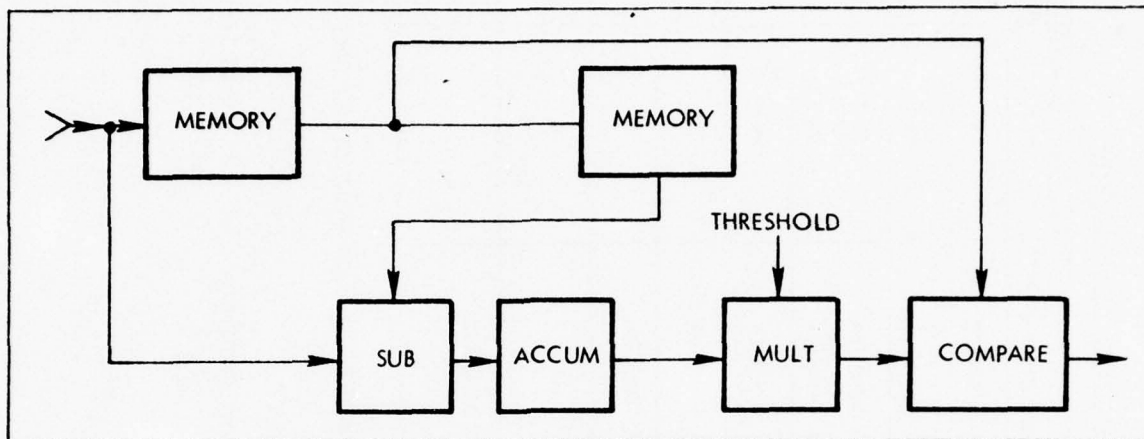 MEMORY
MEMORY
THRESHOLD
SUB
ACCUM
MULT
COMPARE